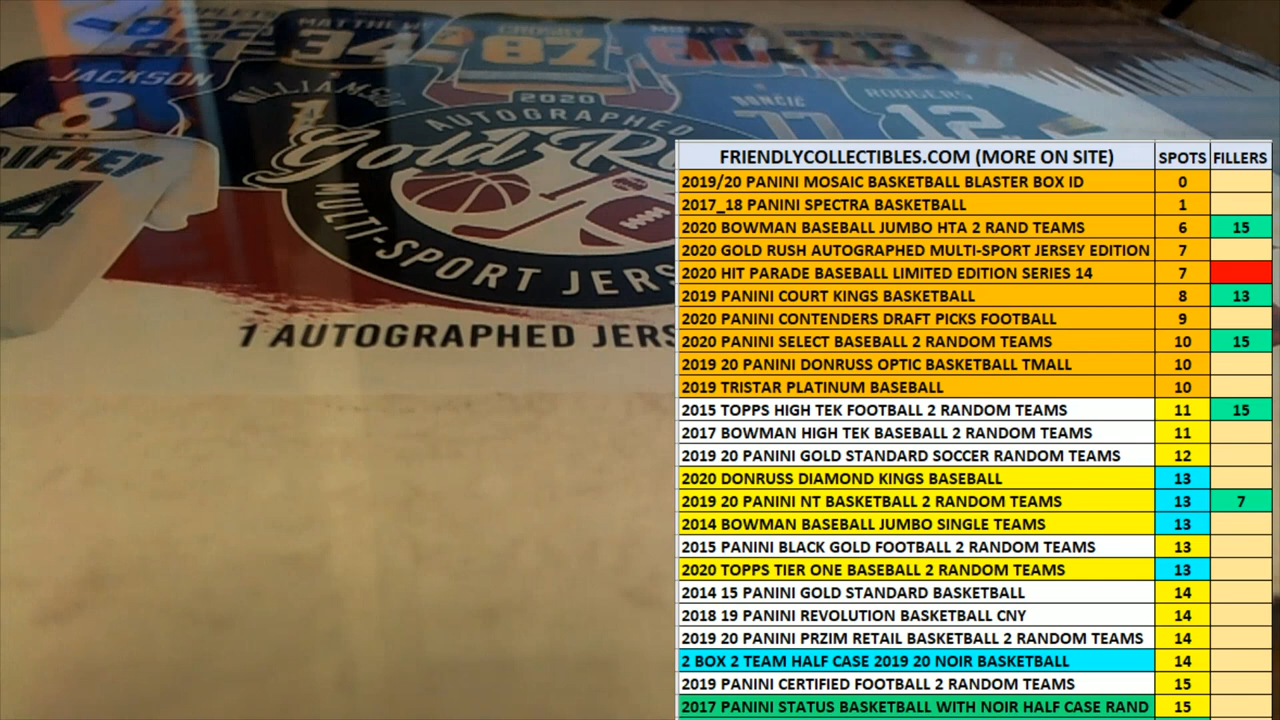 MATTHEWS
34
CROSBY
87
JACKSON
8
WILLIAMSON
1
DONČIĆ
77
RODGERS
12
2020
AUTOGRAPHED
Gold
MULTI-SPORT
1 AUTOGRAPHED
FRIENDLYCOLLECTIBLES.COM (MORE ON SITE) SPOTS FILLERS
2019/20 PANINI MOSAIC BASKETBALL BLASTER BOX ID 0
2017_18 PANINI SPECTRA BASKETBALL 1
2020 BOWMAN BASEBALL JUMBO HTA 2 RAND TEAMS 6 15
2020 GOLD RUSH AUTOGRAPHED MULTI-SPORT JERSEY EDITION 7
2020 HIT PARADE BASEBALL LIMITED EDITION SERIES 14 7
2019 PANINI COURT KINGS BASKETBALL 8 13
2020 PANINI CONTENDERS DRAFT PICKS FOOTBALL 9
2020 PANINI SELECT BASEBALL 2 RANDOM TEAMS 10 15
2019 20 PANINI DONRUSS OPTIC BASKETBALL TMALL 10
2019 TRISTAR PLATINUM BASEBALL 10
2015 TOPPS HIGH TEK FOOTBALL 2 RANDOM TEAMS 11 15
2017 BOWMAN HIGH TEK BASEBALL 2 RANDOM TEAMS 11
2019 20 PANINI GOLD STANDARD SOCCER RANDOM TEAMS 12
2020 DONRUSS DIAMOND KINGS BASEBALL 13
2019 20 PANINI NT BASKETBALL 2 RANDOM TEAMS 13 7
2014 BOWMAN BASEBALL JUMBO SINGLE TEAMS 13
2015 PANINI BLACK GOLD FOOTBALL 2 RANDOM TEAMS 13
2020 TOPPS TIER ONE BASEBALL 2 RANDOM TEAMS 13
2014 15 PANINI GOLD STANDARD BASKETBALL 14
2018 19 PANINI REVOLUTION BASKETBALL CNY 14
2019 20 PANINI PRZIM RETAIL BASKETBALL 2 RANDOM TEAMS 14
2 BOX 2 TEAM HALF CASE 2019 20 NOIR BASKETBALL 14
2019 PANINI CERTIFIED FOOTBALL 2 RANDOM TEAMS 15
2017 PANINI STATUS BASKETBALL WITH NOIR HALF CASE RAND 15